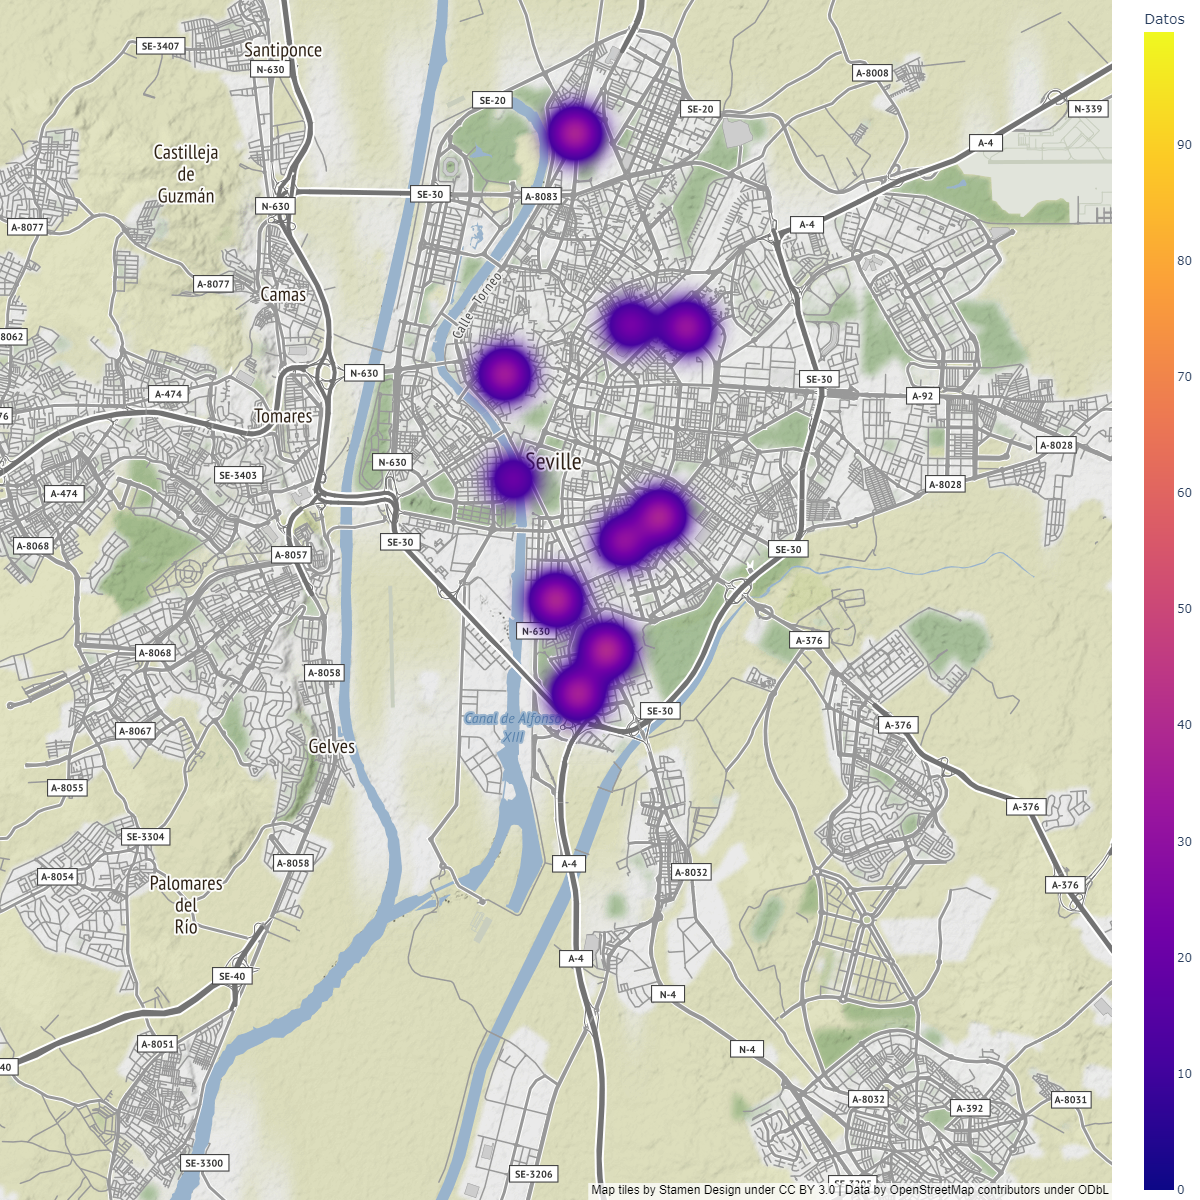 Datos
SE-3407
Santiponce
N-630
SE-20
SE-20
A-8008
N-339
A-4
Castilleja
de
Guzmán
SE-30
A-8083
N-630
A-8077
A-4
A-8077
Camas
Calle Torneo
8062
N-630
SE-30
A-474
A-92
76
Tomares
A-8028
N-630
Seville
SE-3403
A-8028
A-474
SE-30
A-8068
A-8057
SE-30
N-630
A-376
A-8068
A-8058
SE-30
Canal de Alfonso
XIII
A-376
A-8067
Gelves
A-8055
A-376
SE-3304
A-8058
A-4
A-8032
A-8054
Palomares
del
Río
A-376
A-4
SE-40
N-4
A-8051
N-4
40
A-8032
A-392
A-8031
SE-3300
SE-3206
SE-3205
90
80
70
60
50
40
30
20
10
0
Map tiles by Stamen Design under CC BY 3.0 | Data by OpenStreetMap contributors under ODbL